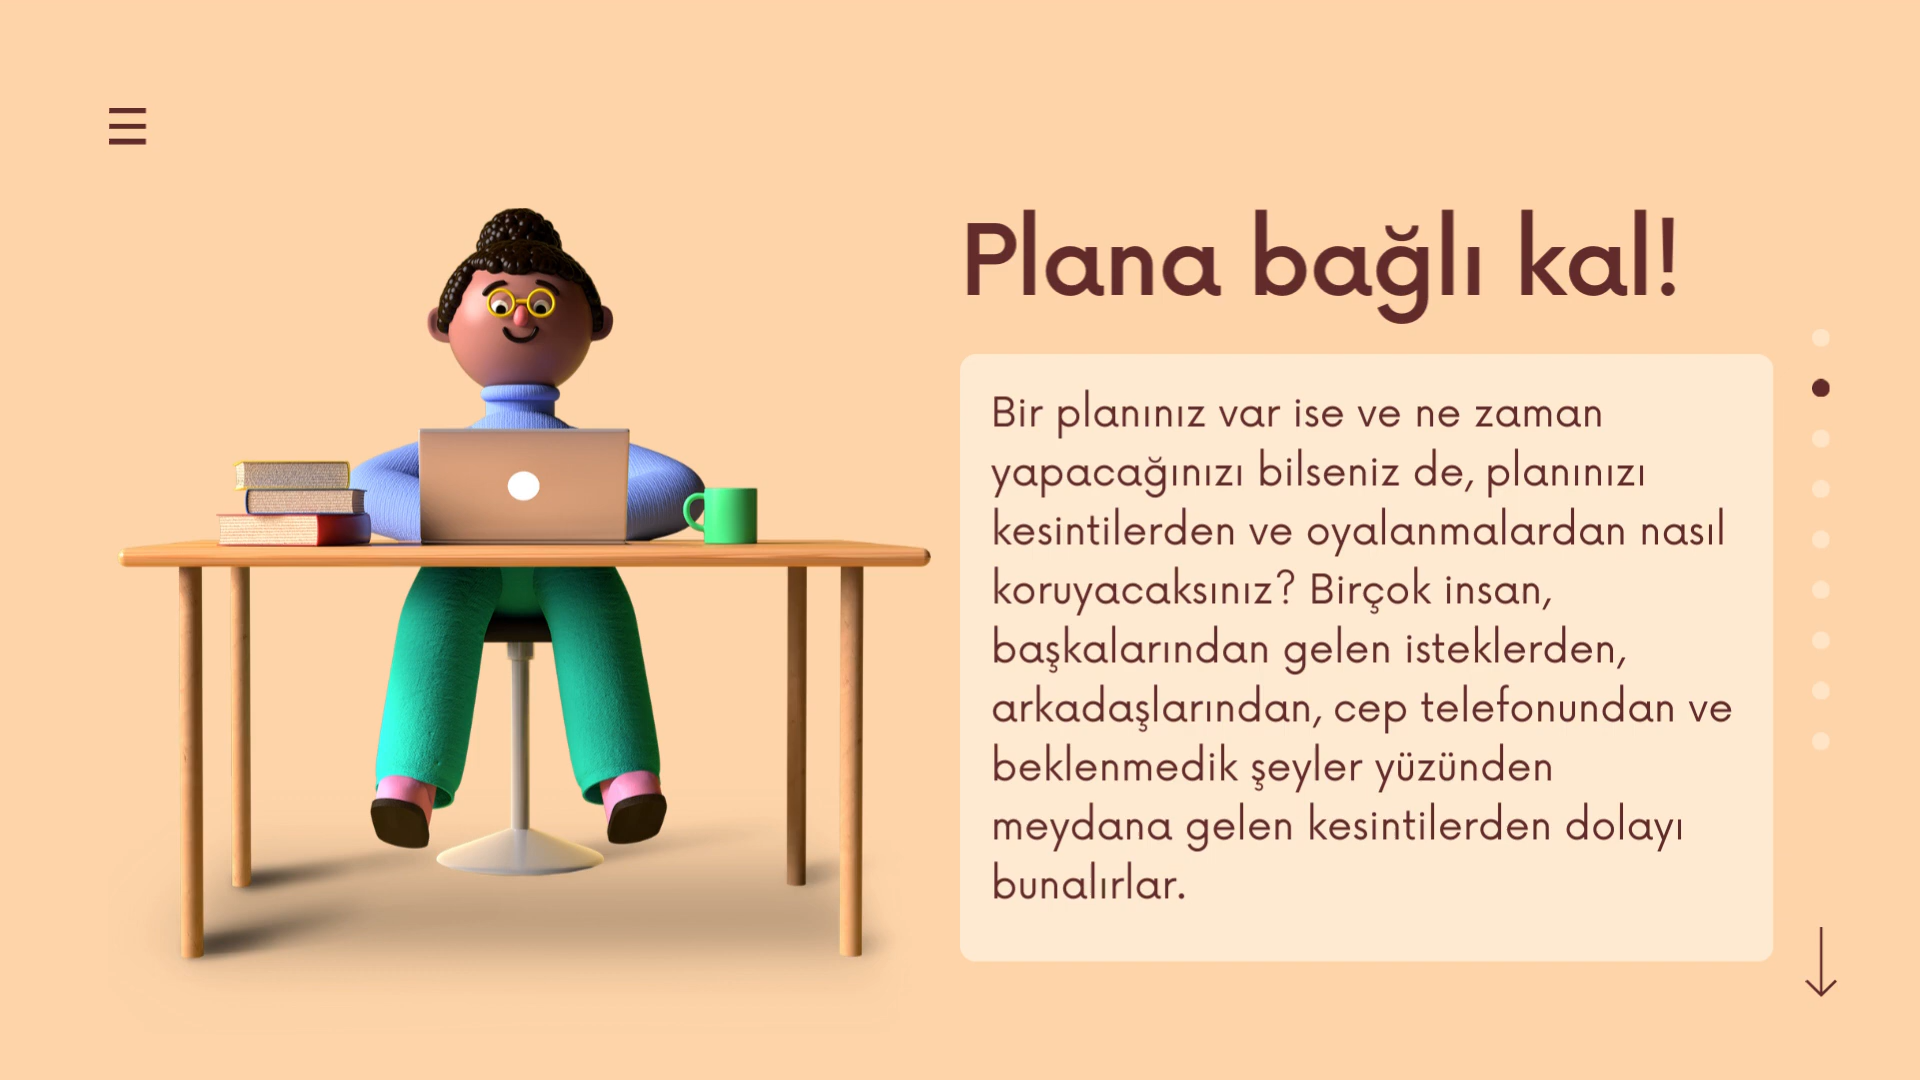 Plana bağlı kal!
Bir planınız var ise ve ne zaman
yapacağınızı bilseniz de, planınızı
kesintilerden ve oyalanmalardan nasıl
koruyacaksınız? Birçok insan,
başkalarından gelen isteklerden,
arkadaşlarından, cep telefonundan ve
beklenmedik şeyler yüzünden
meydana gelen kesintilerden dolayı
bunalırlar.